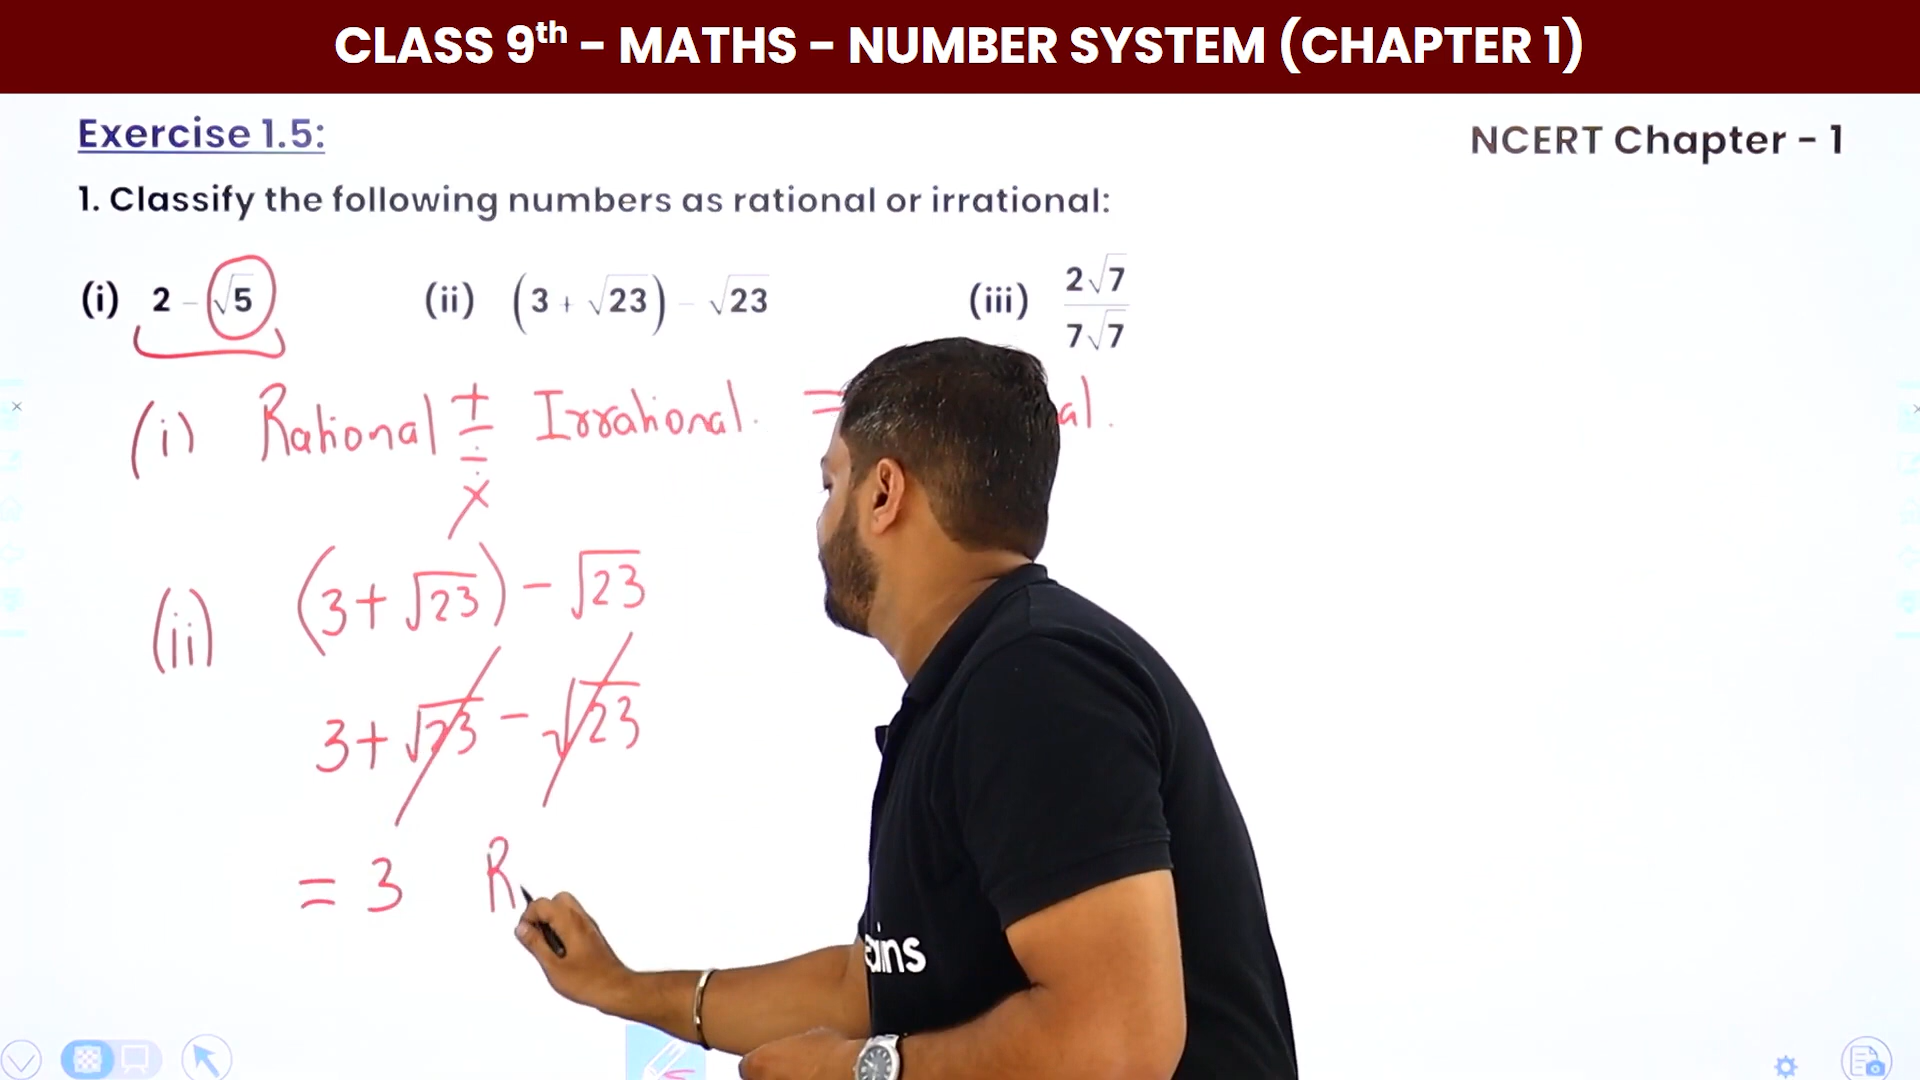 CLASS 9th - MATHS - NUMBER SYSTEM (CHAPTER 1)
Exercise 1.5:
NCERT Chapter - 1
1. Classify the following numbers as rational or irrational:
(i) 2 - √5 (ii) (3 + √23) - √23 (iii) 2√7 / 7√7
(i) Rational ± ÷ × Irrational. = al.
(ii) (3 + √23) - √23
3 + √23 - √23
= 3 R
ains